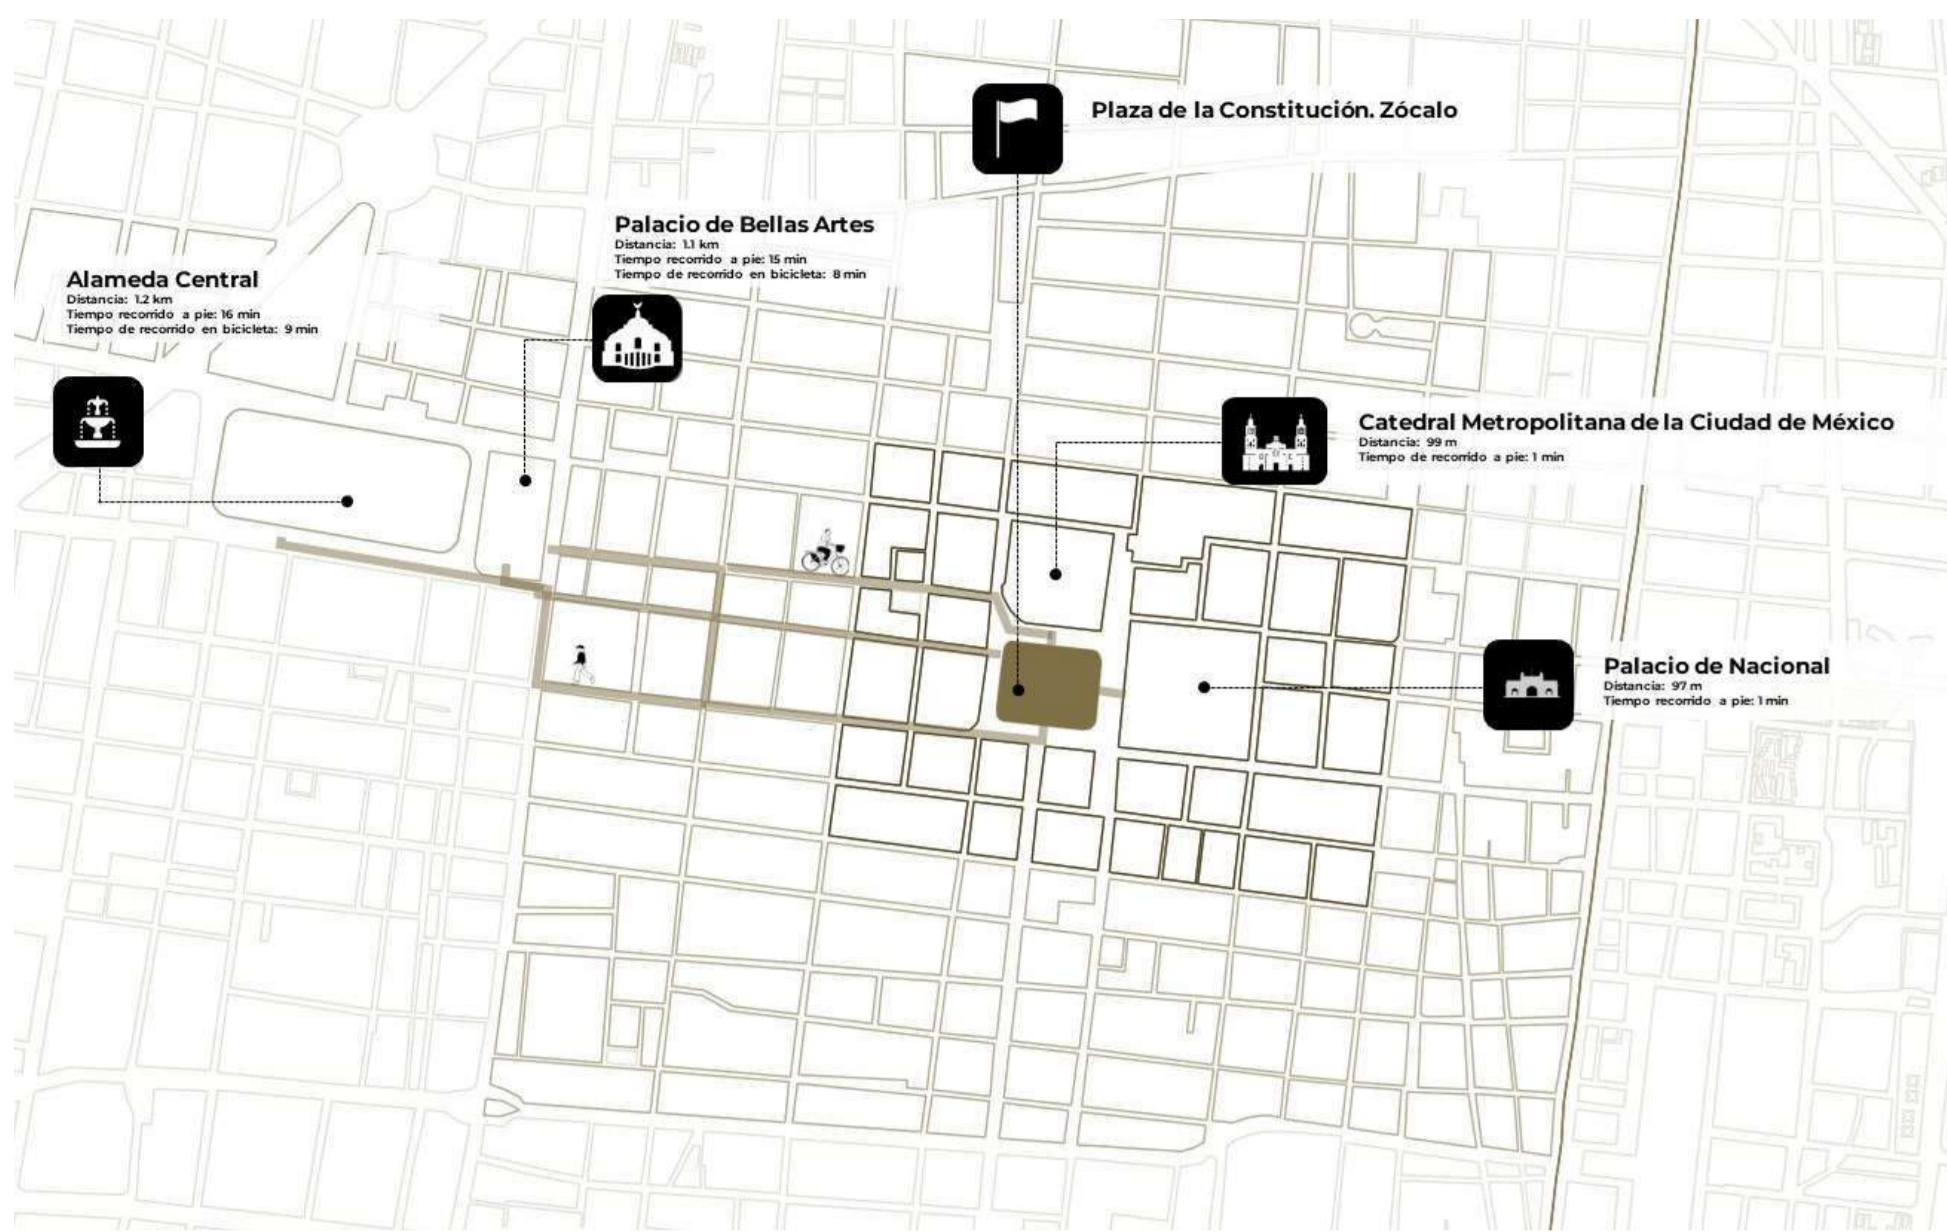 Plaza de la Constitución. Zócalo
Palacio de Bellas Artes
Distancia: 1.1 km
Tiempo recorrido a pie: 15 min
Tiempo de recorrido en bicicleta: 8 min
Alameda Central
Distancia: 1.2 km
Tiempo recorrido a pie: 16 min
Tiempo de recorrido en bicicleta: 9 min
Catedral Metropolitana de la Ciudad de México
Distancia: 99 m
Tiempo de recorrido a pie: 1 min
Palacio de Nacional
Distancia: 97 m
Tiempo recorrido a pie: 1 min